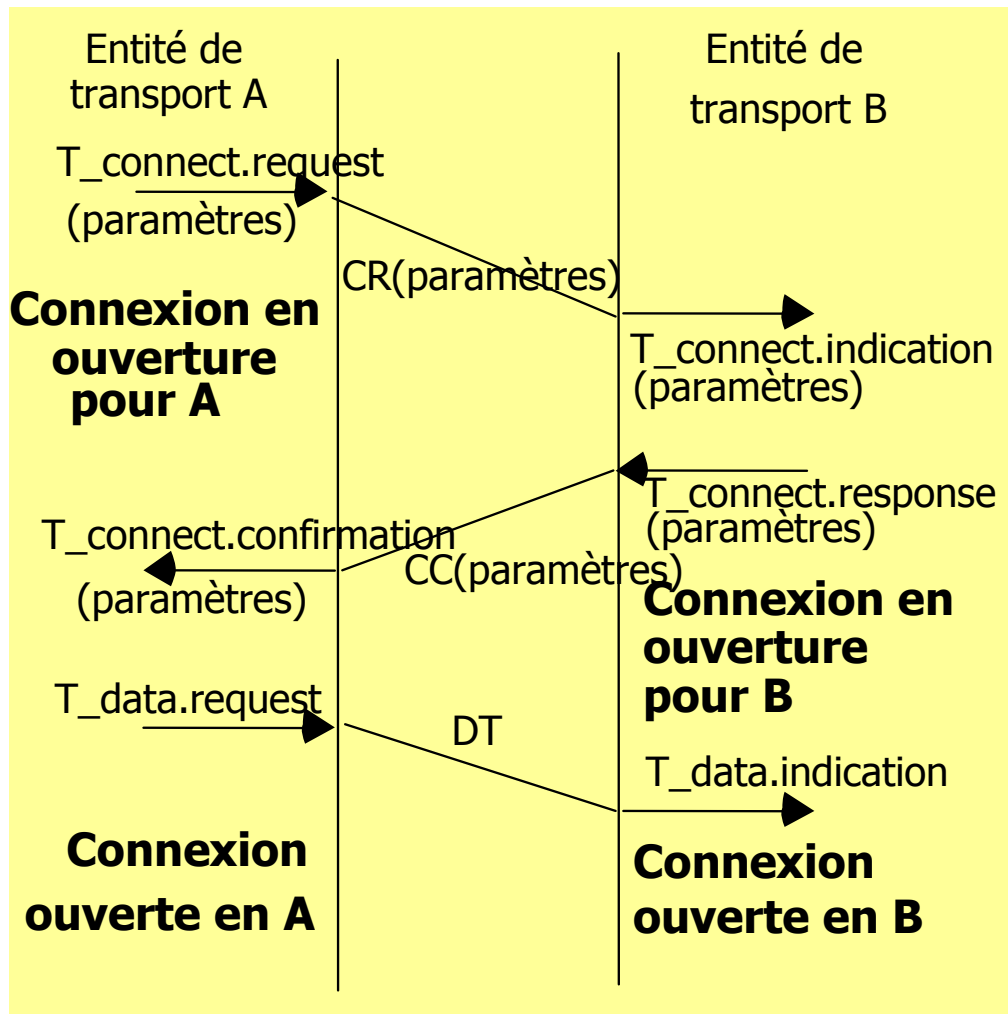 Entité de
transport A
Entité de
transport B
T_connect.request
(paramètres)
CR(paramètres)
Connexion en
ouverture
pour A
T_connect.indication
(paramètres)
T_connect.response
(paramètres)
T_connect.confirmation
(paramètres)
CC(paramètres)
Connexion en
ouverture
pour B
T_data.request
DT
T_data.indication
Connexion
ouverte en A
Connexion
ouverte en B